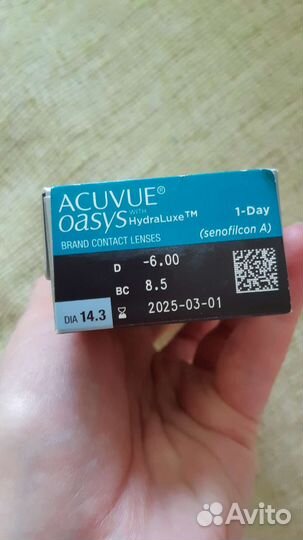 ACUVUE®
OASYS WITH HydraLuxe™
1-Day
BRAND CONTACT LENSES
(senofilcon A)
D -6.00
BC 8.5
DIA 14.3
2025-03-01
Avito